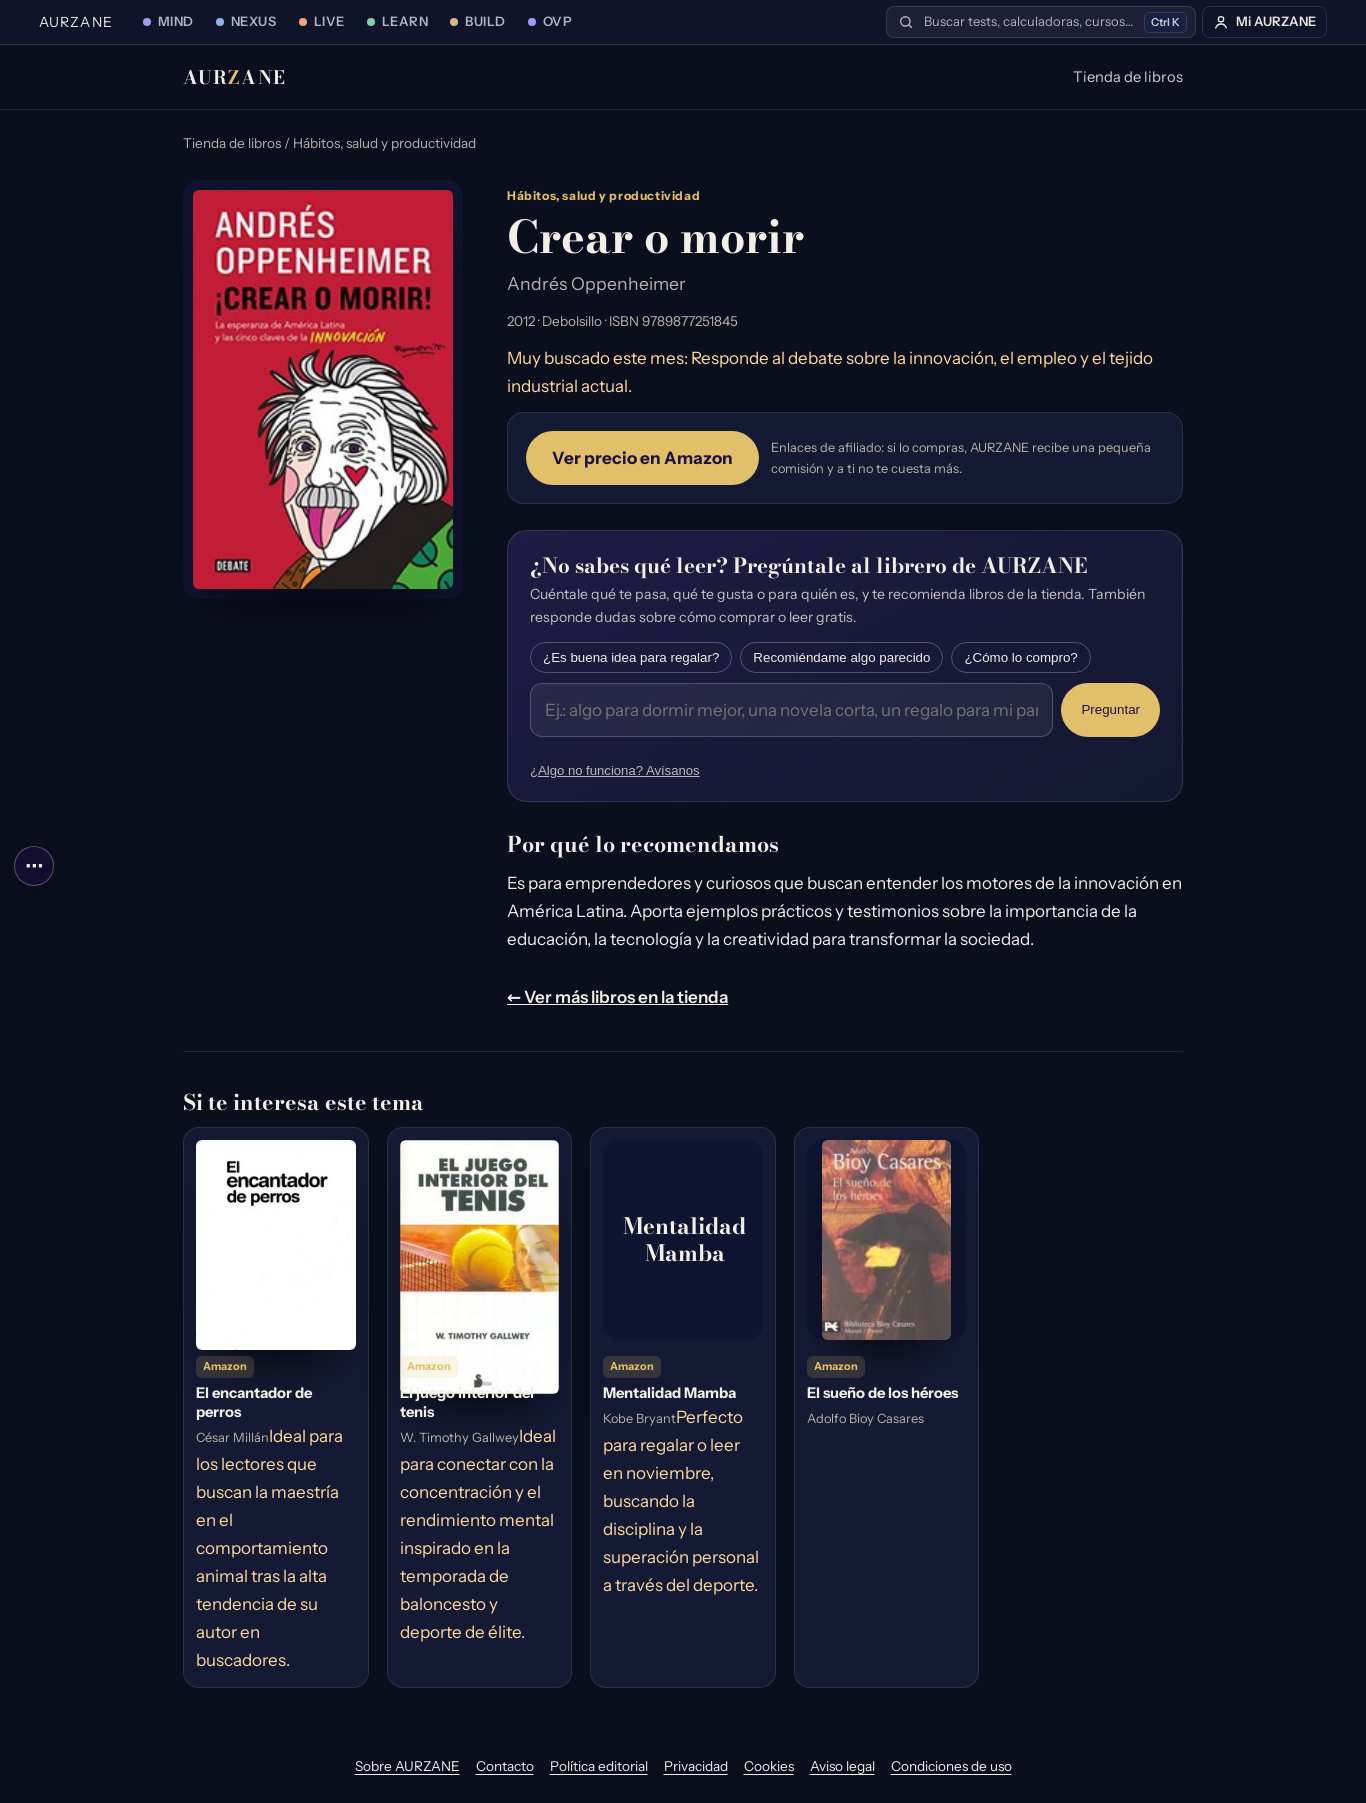 AURZANE
MIND
NEXUS
LIVE
LEARN
BUILD
OVP
Buscar tests, calculadoras, cursos...
Ctrl K
Mi AURZANE
AURZANE
Tienda de libros
Tienda de libros / Hábitos, salud y productividad
ANDRÉS
OPPENHEIMER
¡CREAR O MORIR!
La esperanza de América Latina
y las cinco claves de la INNOVACIÓN
DEBATE
Hábitos, salud y productividad
Crear o morir
Andrés Oppenheimer
2012 · Debolsillo · ISBN 9789877251845
Muy buscado este mes: Responde al debate sobre la innovación, el empleo y el tejido
industrial actual.
Ver precio en Amazon
Enlaces de afiliado: si lo compras, AURZANE recibe una pequeña
comisión y a ti no te cuesta más.
¿No sabes qué leer? Pregúntale al librero de AURZANE
Cuéntale qué te pasa, qué te gusta o para quién es, y te recomienda libros de la tienda. También
responde dudas sobre cómo comprar o leer gratis.
¿Es buena idea para regalar?
Recomiéndame algo parecido
¿Cómo lo compro?
Ej.: algo para dormir mejor, una novela corta, un regalo para mi par
Preguntar
¿Algo no funciona? Avísanos
Por qué lo recomendamos
Es para emprendedores y curiosos que buscan entender los motores de la innovación en
América Latina. Aporta ejemplos prácticos y testimonios sobre la importancia de la
educación, la tecnología y la creatividad para transformar la sociedad.
← Ver más libros en la tienda
Si te interesa este tema
El
encantador
de perros
Amazon
El encantador de
perros
César MillánIdeal para
los lectores que
buscan la maestría
en el
comportamiento
animal tras la alta
tendencia de su
autor en
buscadores.
EL JUEGO
INTERIOR DEL
TENIS
W. TIMOTHY GALLWEY
Amazon
El juego interior del
tenis
W. Timothy GallweyIdeal
para conectar con la
concentración y el
rendimiento mental
inspirado en la
temporada de
baloncesto y
deporte de élite.
Mentalidad
Mamba
Amazon
Mentalidad Mamba
Kobe BryantPerfecto
para regalar o leer
en noviembre,
buscando la
disciplina y la
superación personal
a través del deporte.
Adolfo
Bioy Casares
El sueño de
los héroes
Biblioteca Bioy Casares
Amazon
El sueño de los héroes
Adolfo Bioy Casares
Sobre AURZANE
Contacto
Política editorial
Privacidad
Cookies
Aviso legal
Condiciones de uso